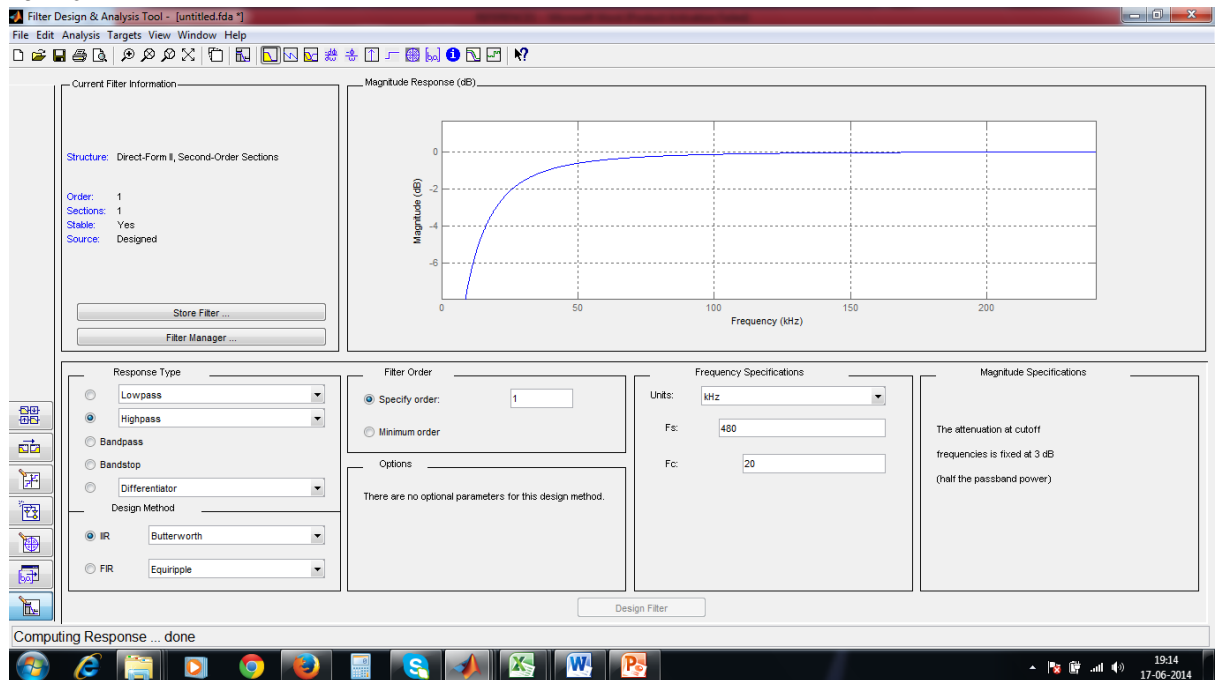 Filter Design & Analysis Tool - [untitled.fda *]
File Edit Analysis Targets View Window Help
Current Filter Information
Structure: Direct-Form II, Second-Order Sections
Order: 1
Sections: 1
Stable: Yes
Source: Designed
Store Filter ...
Filter Manager ...
Magnitude Response (dB)
Magnitude (dB)
0
-2
-4
-6
0 50 100 150 200
Frequency (kHz)
Response Type
Lowpass
Highpass
Bandpass
Bandstop
Differentiator
Design Method
IIR Butterworth
FIR Equiripple
Filter Order
Specify order: 1
Minimum order
Options
There are no optional parameters for this design method.
Frequency Specifications
Units: kHz
Fs: 480
Fc: 20
Magnitude Specifications
The attenuation at cutoff
frequencies is fixed at 3 dB
(half the passband power)
Design Filter
Computing Response ... done
19:14
17-06-2014